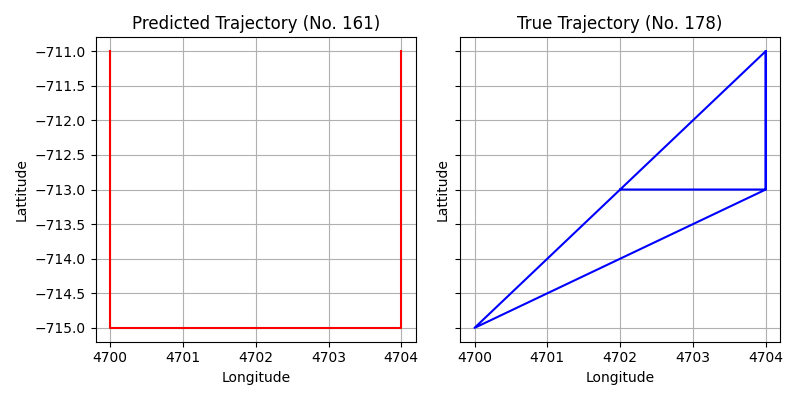 Predicted Trajectory (No. 161)
True Trajectory (No. 178)
−711.0
−711.5
−712.0
−712.5
−713.0
−713.5
−714.0
−714.5
−715.0
Lattitude
Lattitude
4700 4701 4702 4703 4704
4700 4701 4702 4703 4704
Longitude
Longitude